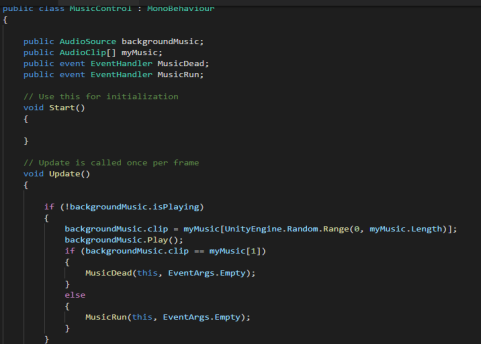 public class MusicControl : MonoBehaviour
{
public AudioSource backgroundMusic;
public AudioClip[] myMusic;
public event EventHandler MusicDead;
public event EventHandler MusicRun;
// Use this for initialization
void Start()
{
}
// Update is called once per frame
void Update()
{
if (!backgroundMusic.isPlaying)
{
backgroundMusic.clip = myMusic[UnityEngine.Random.Range(0, myMusic.Length)];
backgroundMusic.Play();
if (backgroundMusic.clip == myMusic[1])
{
MusicDead(this, EventArgs.Empty);
}
else
{
MusicRun(this, EventArgs.Empty);
}
}